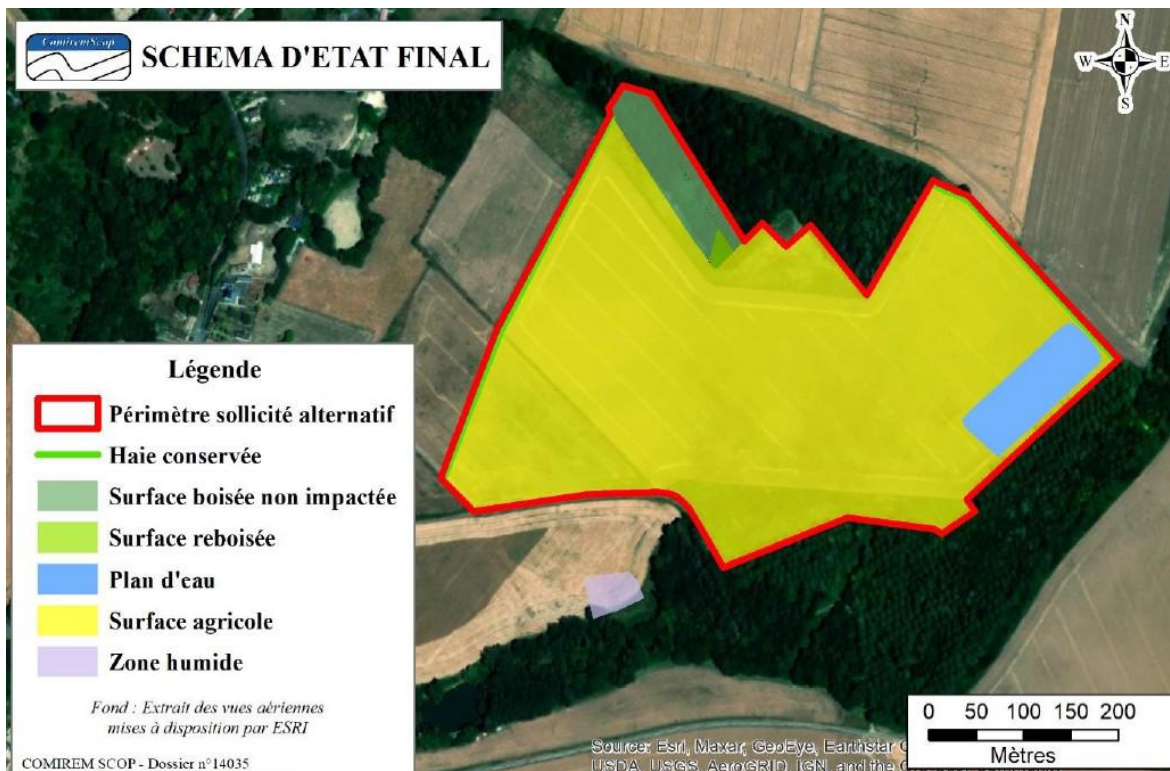 ComiremScop
SCHEMA D'ETAT FINAL
N
W E
S
Légende
Périmètre sollicité alternatif
Haie conservée
Surface boisée non impactée
Surface reboisée
Plan d'eau
Surface agricole
Zone humide
Fond : Extrait des vues aériennes
mises à disposition par ESRI
COMIREM SCOP - Dossier n°14035
0 50 100 150 200
Mètres
Source: Esri, Maxar, GeoEye, Earthstar
USDA, USGS, AeroGRID, IGN, and the